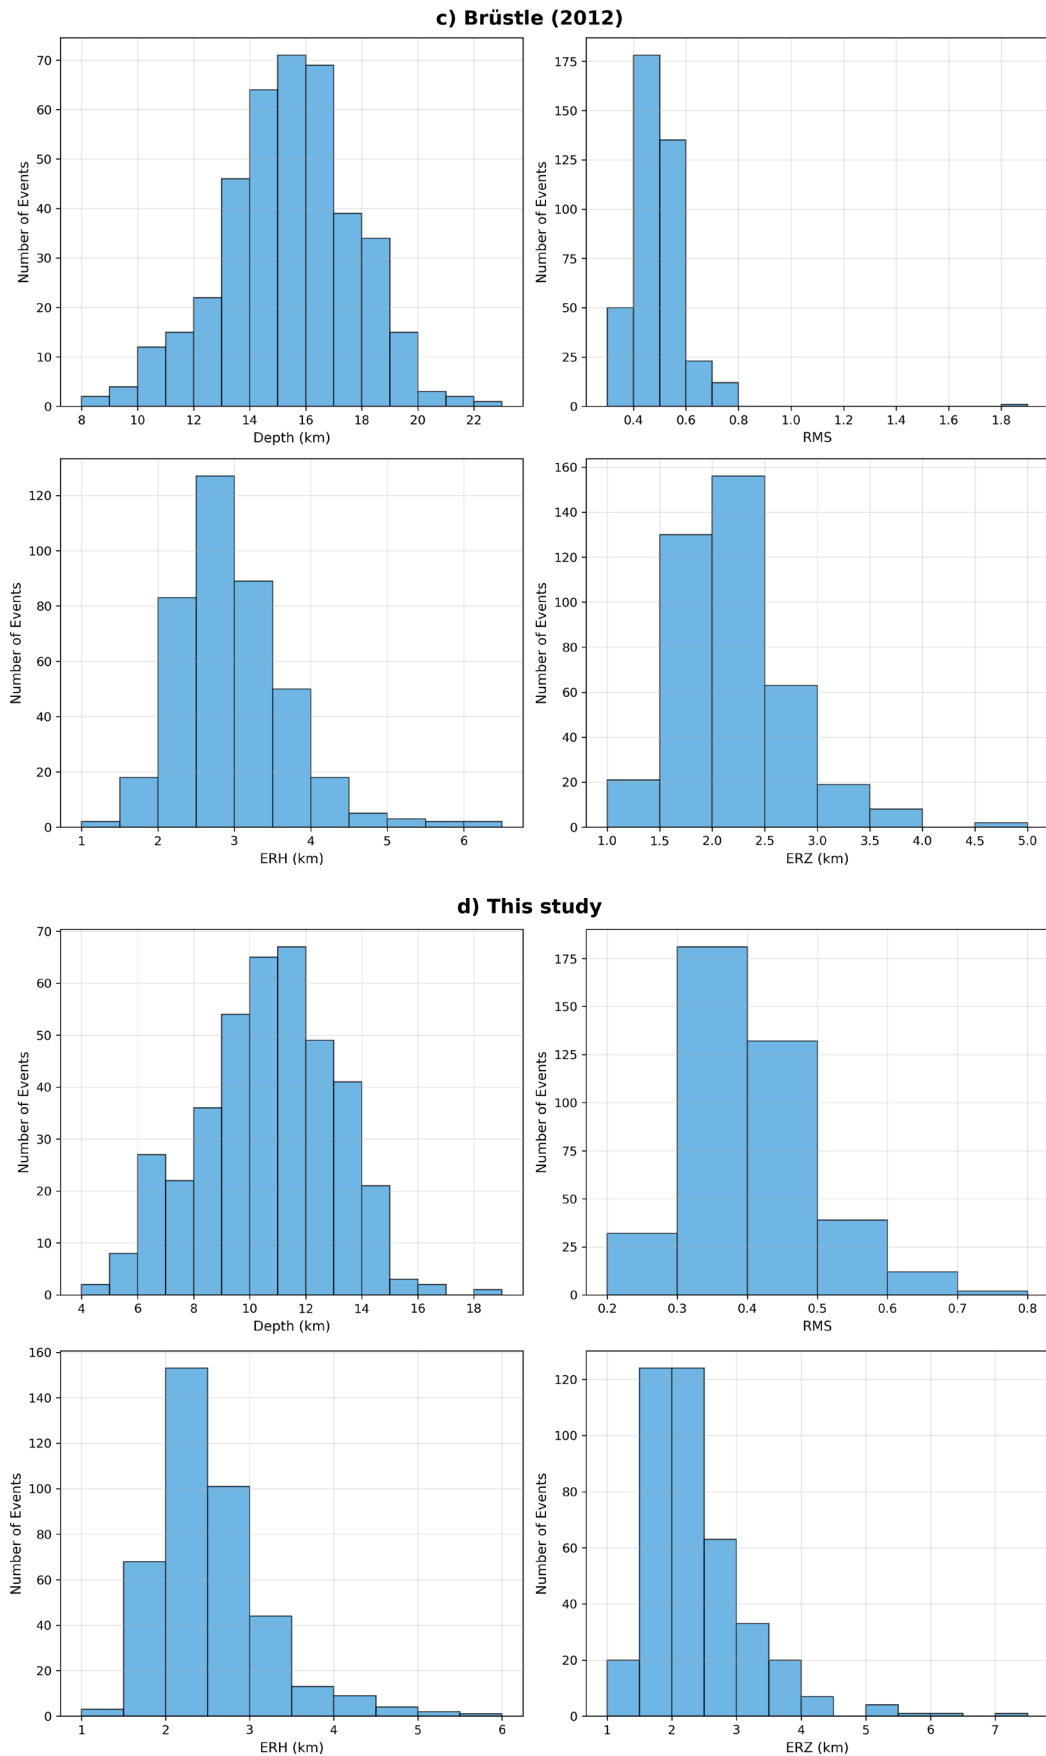 c) Brüstle (2012)
70
60
50
40
30
20
10
0
Number of Events
8 10 12 14 16 18 20 22
Depth (km)
175
150
125
100
75
50
25
0
Number of Events
0.4 0.6 0.8 1.0 1.2 1.4 1.6 1.8
RMS
120
100
80
60
40
20
0
Number of Events
1 2 3 4 5 6
ERH (km)
160
140
120
100
80
60
40
20
0
Number of Events
1.0 1.5 2.0 2.5 3.0 3.5 4.0 4.5 5.0
ERZ (km)
d) This study
70
60
50
40
30
20
10
0
Number of Events
4 6 8 10 12 14 16 18
Depth (km)
175
150
125
100
75
50
25
0
Number of Events
0.2 0.3 0.4 0.5 0.6 0.7 0.8
RMS
160
140
120
100
80
60
40
20
0
Number of Events
1 2 3 4 5 6
ERH (km)
120
100
80
60
40
20
0
Number of Events
1 2 3 4 5 6 7
ERZ (km)